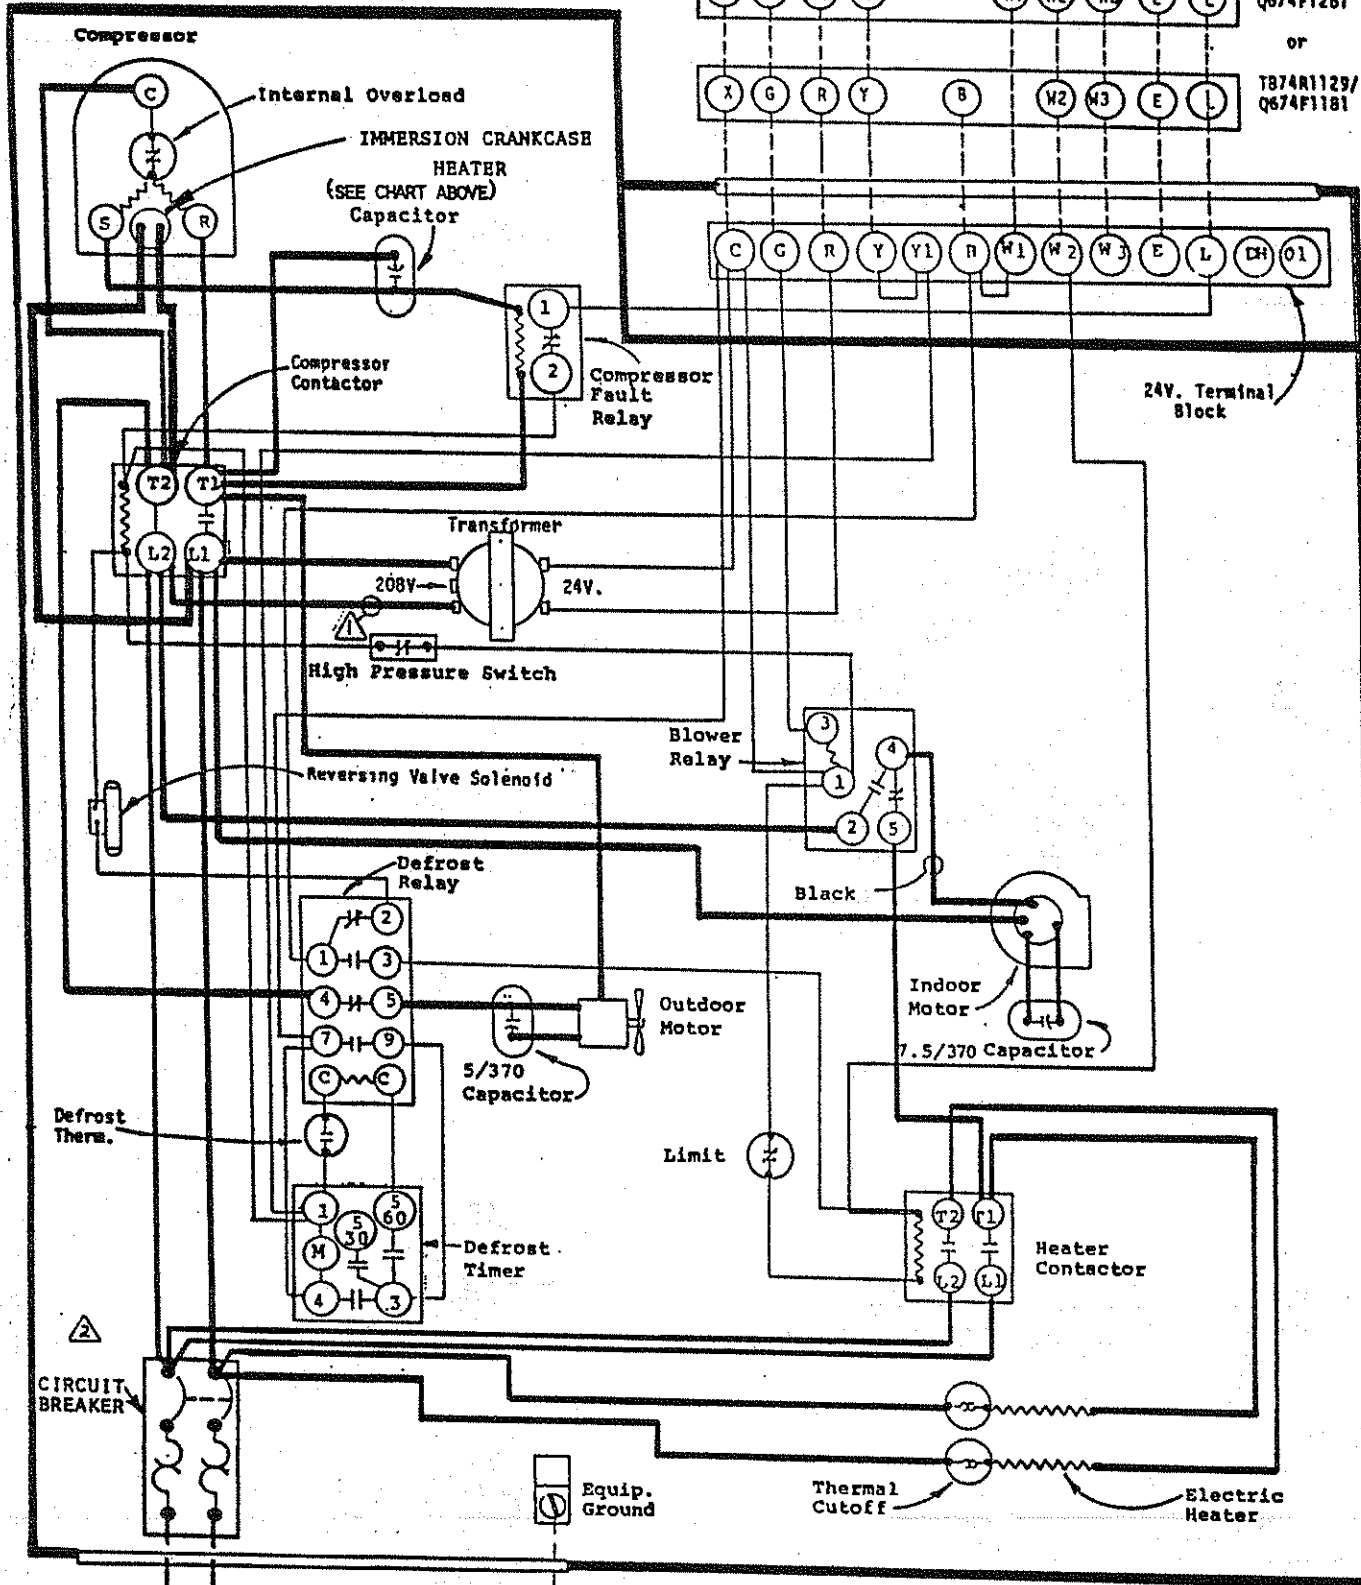 Q674F1287
or
X G R Y B W2 W3 E L
TB74R1129/
Q674F1181
Compressor
C
Internal Overload
IMMERSION CRANKCASE
HEATER
(SEE CHART ABOVE)
Capacitor
S R
C G R Y Y1 W1 W2 W3 E L DH O1
24V. Terminal
Block
1
2
Compressor
Fault
Relay
Compressor
Contactor
T2 T1
L2 L1
Transformer
208V
24V.
1
High Pressure Switch
Blower
Relay
3
4
1
2 5
Reversing Valve Solenoid
Black
Defrost
Relay
2
1 3
4 5
7 9
C C
Outdoor
Motor
5/370
Capacitor
Indoor
Motor
7.5/370 Capacitor
Defrost
Therm.
Limit
5
60
5
30
M
4 3
Defrost
Timer
T2 T1
L2 L1
Heater
Contactor
2
CIRCUIT
BREAKER
Equip.
Ground
Thermal
Cutoff
Electric
Heater